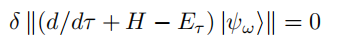 δ ‖(d/dτ + H − E_τ) |ψ_ω⟩‖ = 0